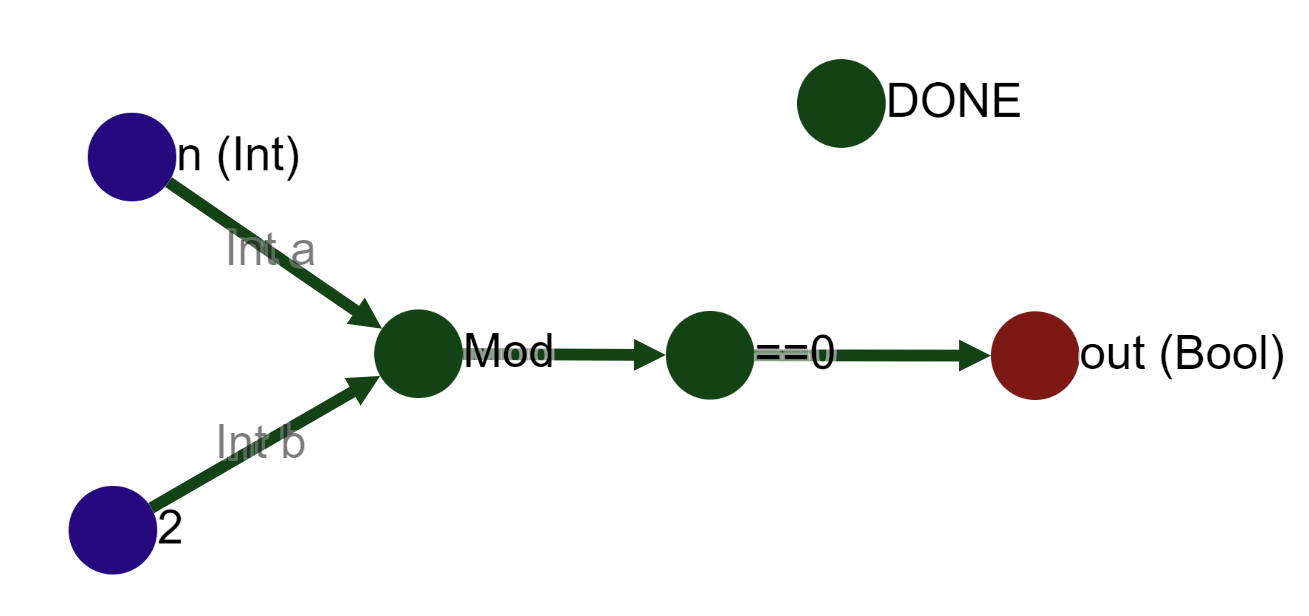 DONE
n (Int)
Int a
Mod
==0
out (Bool)
Int b
2